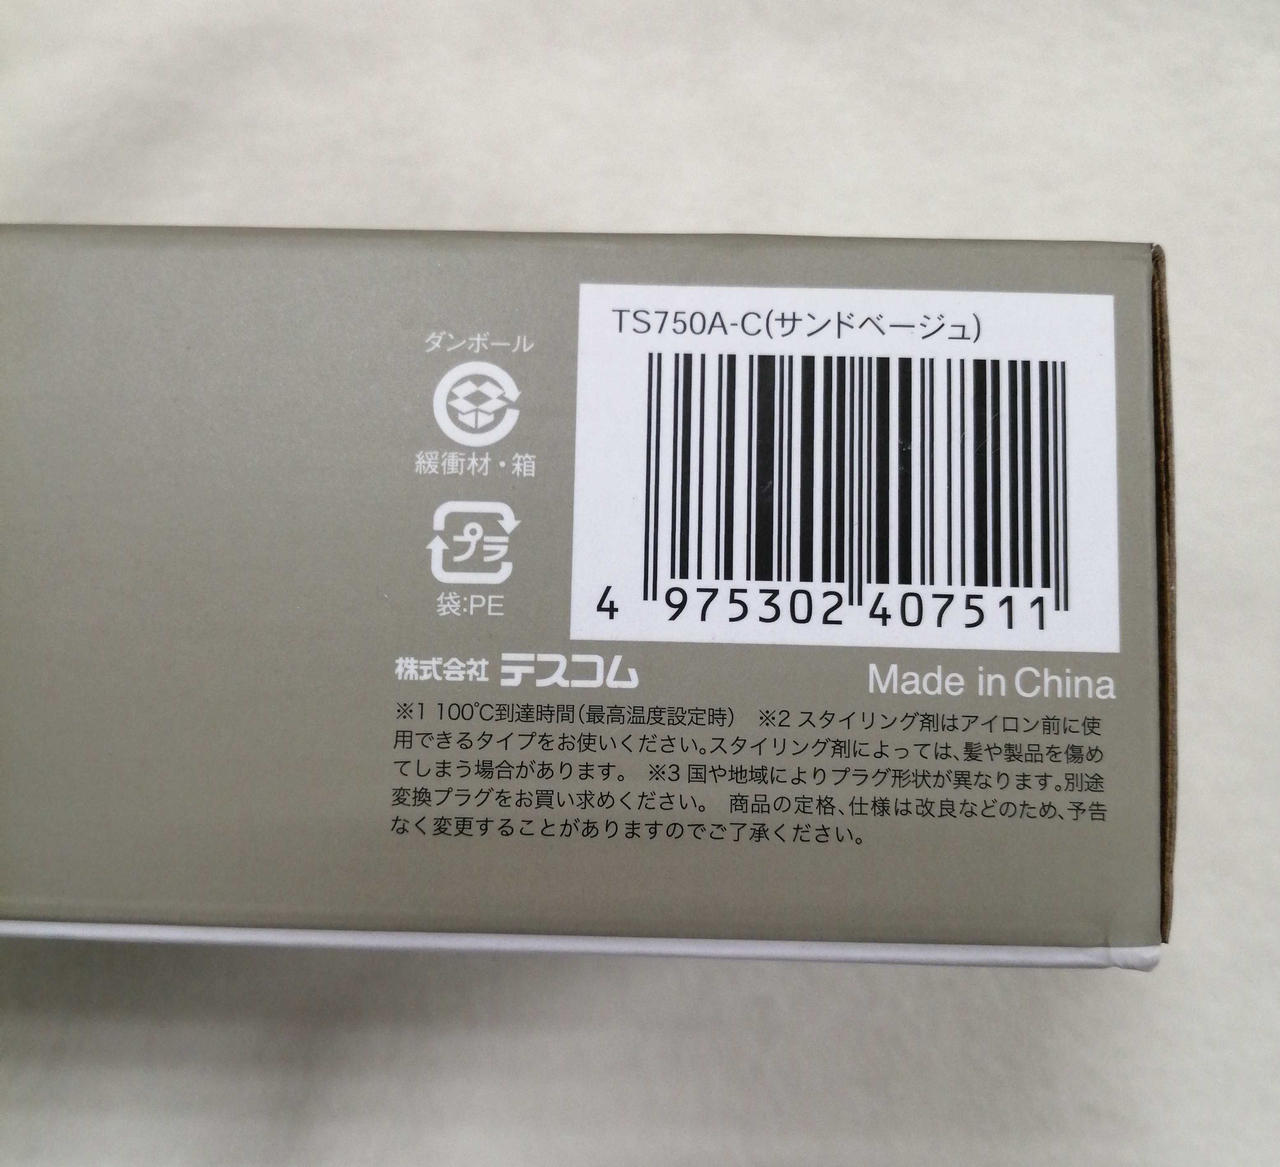 TS750A-C(サンドベージュ)
4 975302 407511
ダンボール
緩衝材・箱
プラ
袋:PE
株式会社 テスコム
Made in China
※1 100℃到達時間(最高温度設定時) ※2 スタイリング剤はアイロン前に使
用できるタイプをお使いください。スタイリング剤によっては、髪や製品を傷め
てしまう場合があります。 ※3 国や地域によりプラグ形状が異なります。別途
変換プラグをお買い求めください。 商品の定格、仕様は改良などのため、予告
なく変更することがありますのでご了承ください。